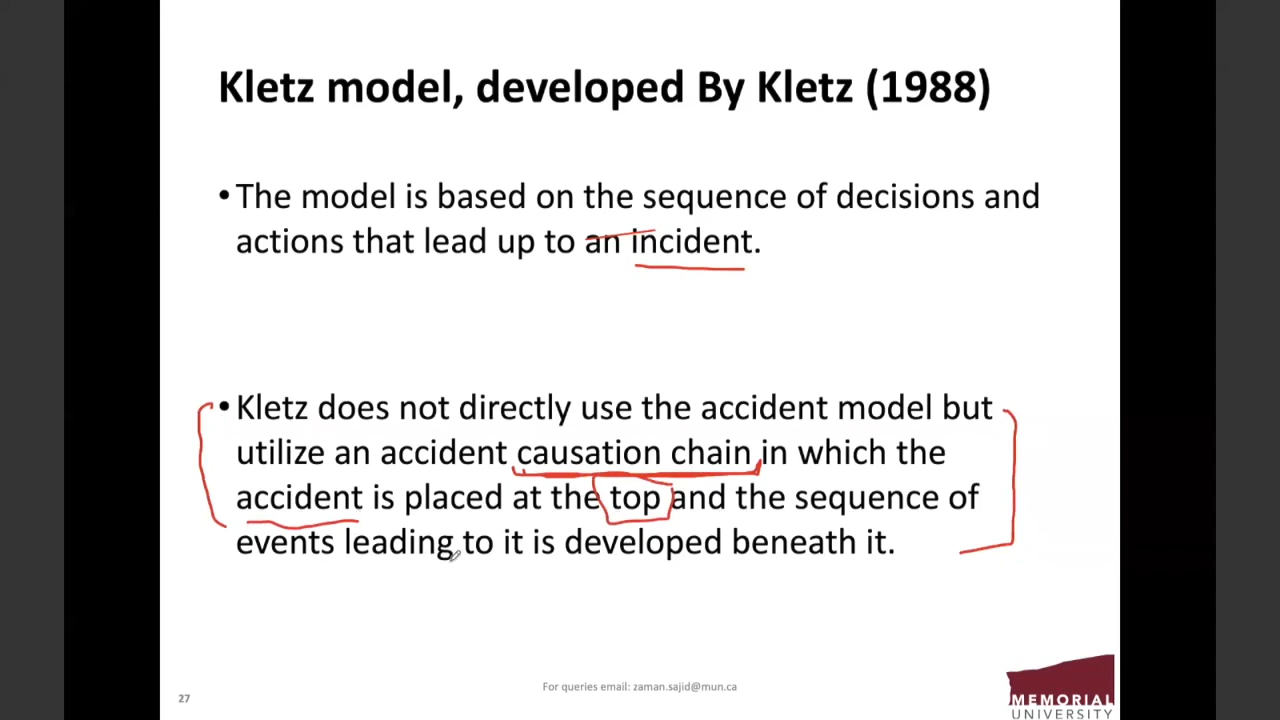 Kletz model, developed By Kletz (1988)
•The model is based on the sequence of decisions and
actions that lead up to an incident.
•Kletz does not directly use the accident model but
utilize an accident causation chain in which the
accident is placed at the top and the sequence of
events leading to it is developed beneath it.
27
For queries email: zaman.sajid@mun.ca
MEMORIAL
UNIVERSITY